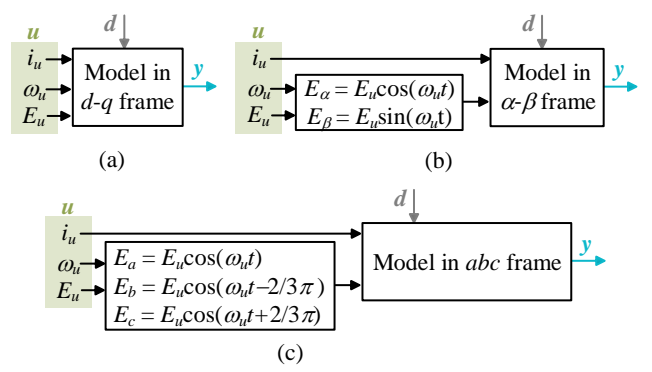 d
u
i_u
ω_u
E_u
Model in
d-q frame
y
(a)
d
u
i_u
ω_u
E_u
E_α = E_u cos(ω_u t)
E_β = E_u sin(ω_u t)
Model in
α-β frame
y
(b)
d
u
i_u
ω_u
E_u
E_a = E_u cos(ω_u t)
E_b = E_u cos(ω_u t−2/3π)
E_c = E_u cos(ω_u t+2/3π)
Model in abc frame
y
(c)